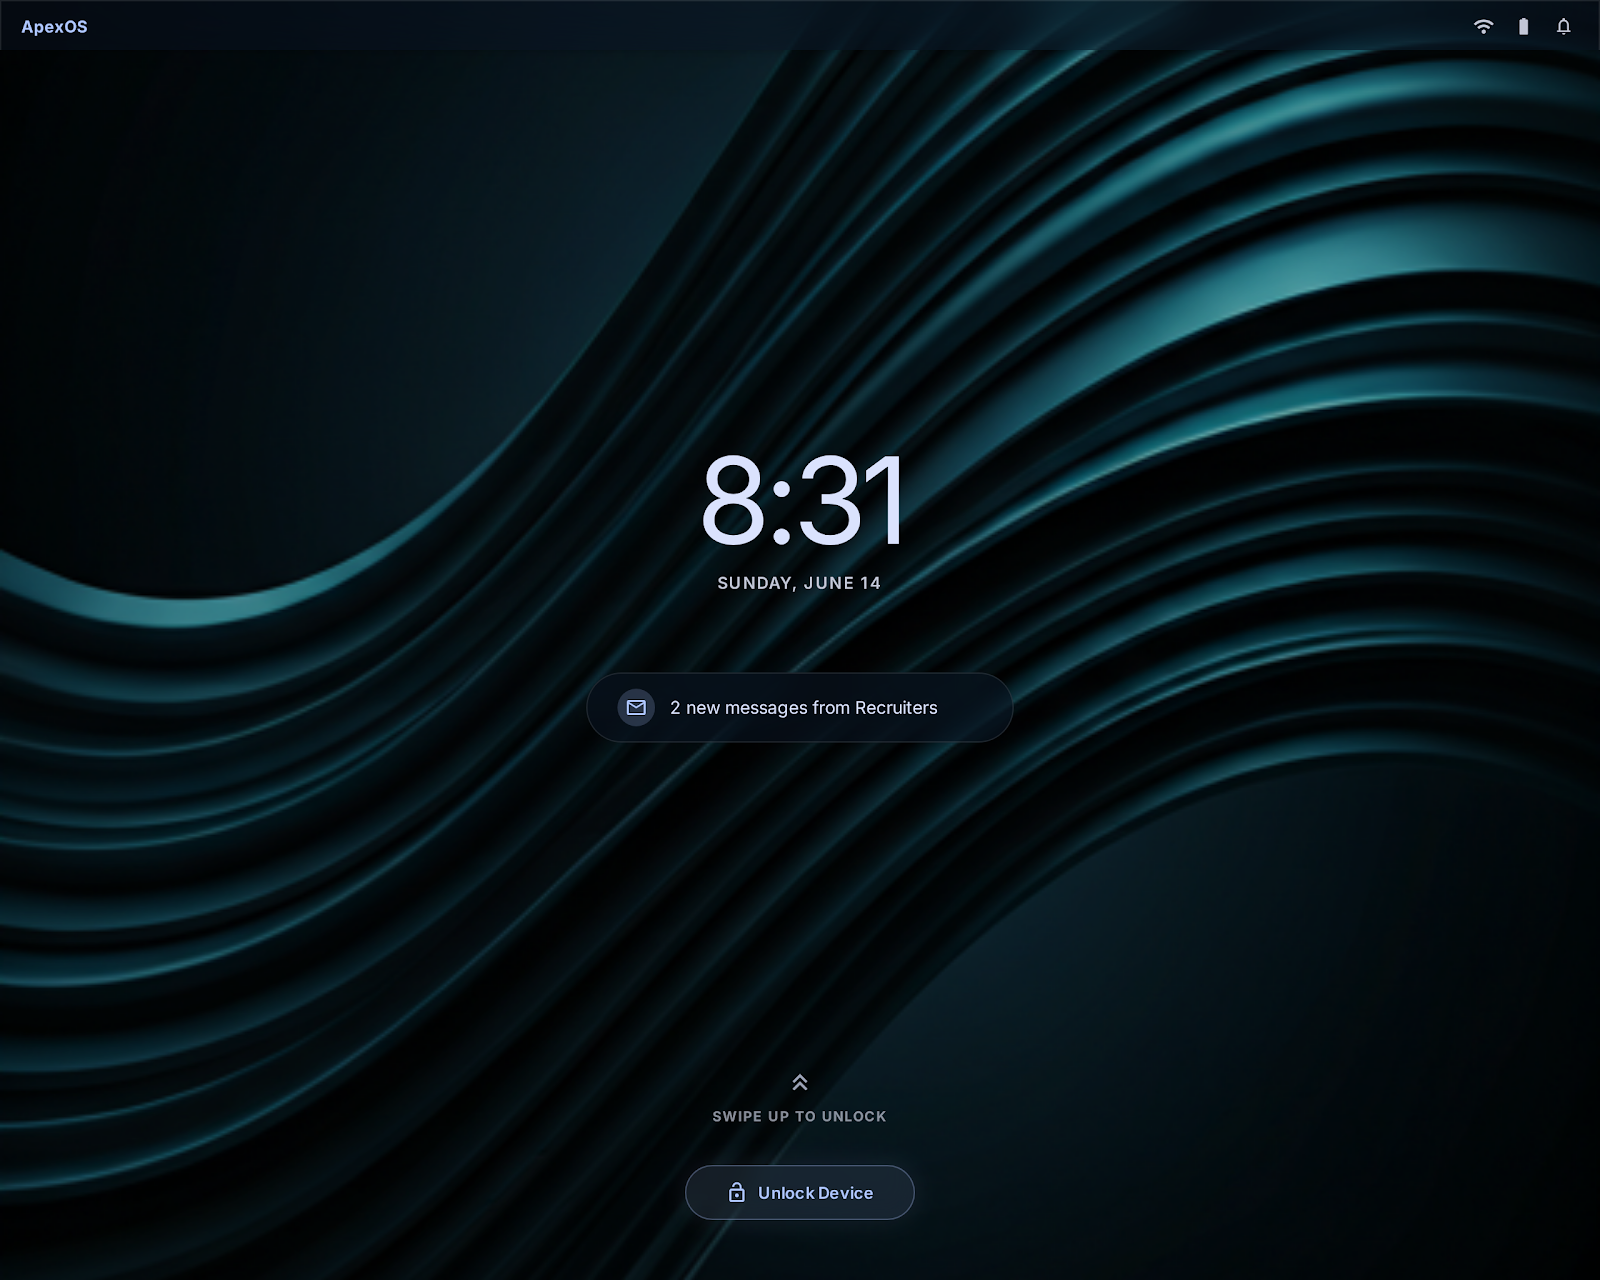 ApexOS
8:31
SUNDAY, JUNE 14
2 new messages from Recruiters
SWIPE UP TO UNLOCK
Unlock Device